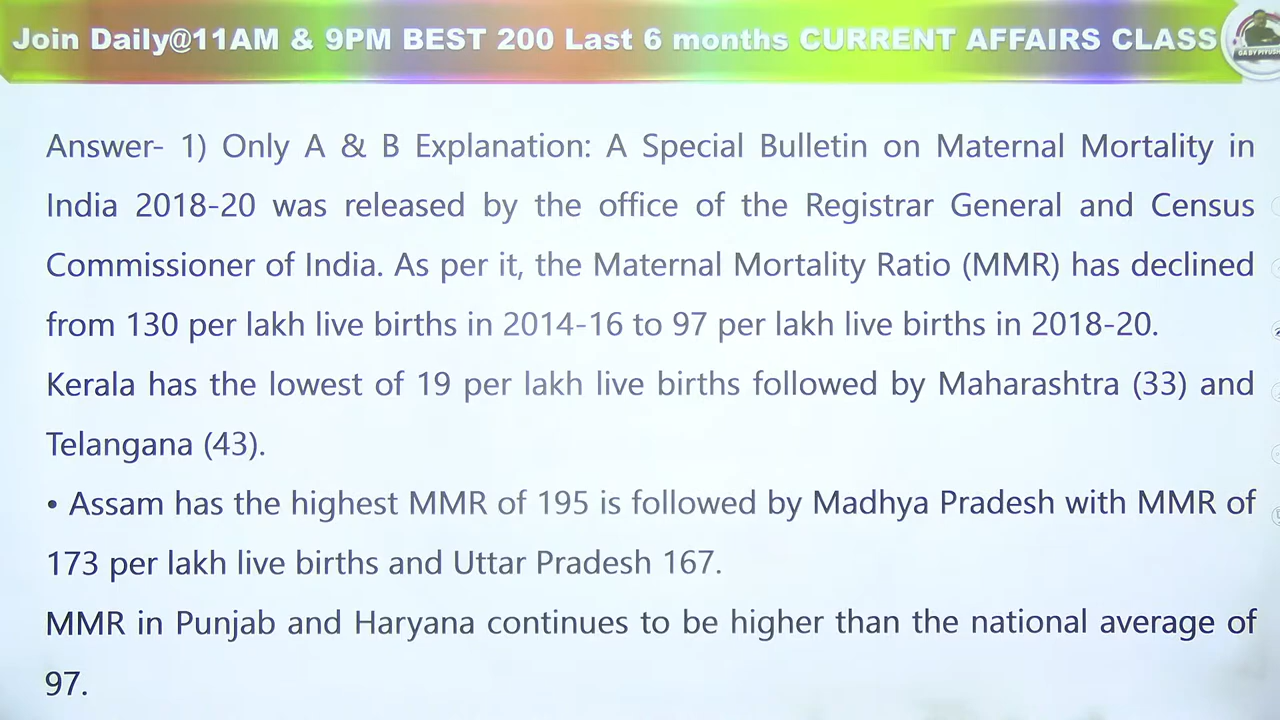 Join Daily@11AM & 9PM BEST 200 Last 6 months CURRENT AFFAIRS CLASS
GA BY PIYUSH
Answer- 1) Only A & B Explanation: A Special Bulletin on Maternal Mortality in
India 2018-20 was released by the office of the Registrar General and Census
Commissioner of India. As per it, the Maternal Mortality Ratio (MMR) has declined
from 130 per lakh live births in 2014-16 to 97 per lakh live births in 2018-20.
Kerala has the lowest of 19 per lakh live births followed by Maharashtra (33) and
Telangana (43).
• Assam has the highest MMR of 195 is followed by Madhya Pradesh with MMR of
173 per lakh live births and Uttar Pradesh 167.
MMR in Punjab and Haryana continues to be higher than the national average of
97.